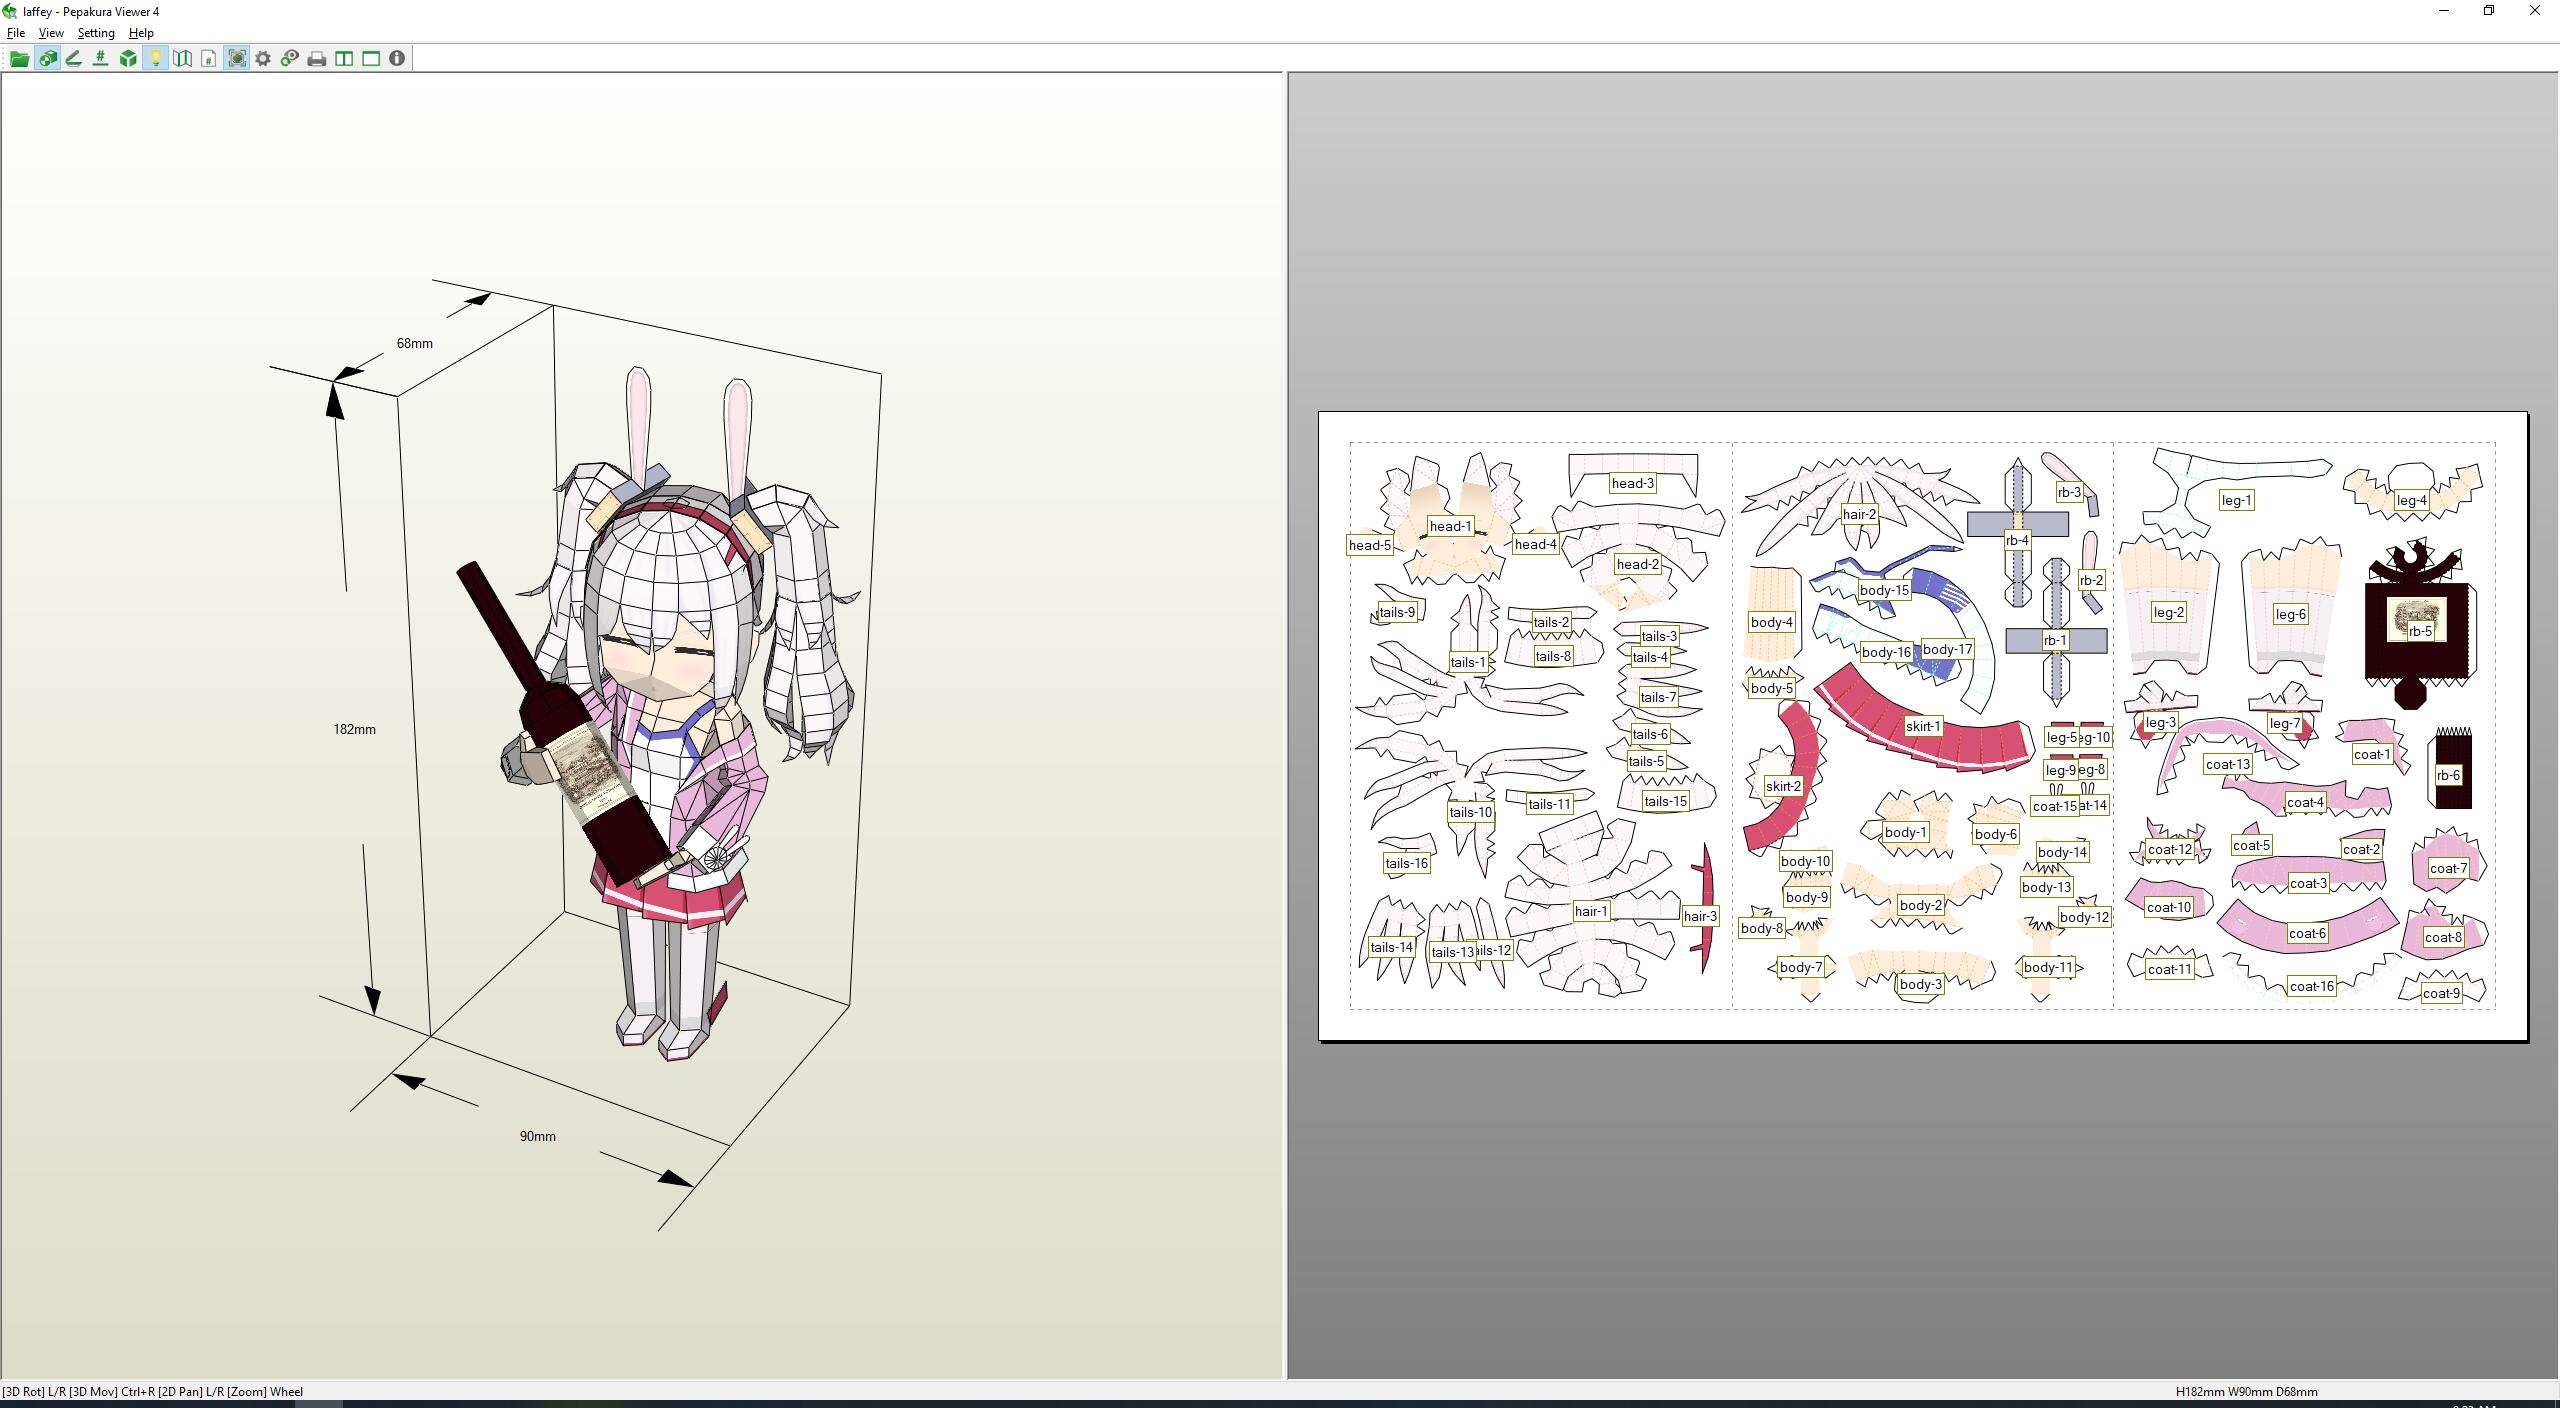 laffey - Pepakura Viewer 4
File View Setting Help
68mm
182mm
90mm
head-1
head-3
head-5
head-4
head-2
tails-9
tails-2
tails-3
tails-1
tails-8
tails-4
tails-7
tails-6
tails-5
tails-10
tails-11
tails-15
tails-16
hair-1
hair-3
tails-14
tails-13
ails-12
hair-2
rb-3
rb-4
rb-2
body-15
body-4
body-16
body-17
rb-1
body-5
skirt-1
skirt-2
leg-5
eg-10
leg-9
eg-8
coat-15
at-14
body-1
body-6
body-10
body-14
body-9
body-13
body-2
body-8
body-12
body-7
body-3
body-11
leg-1
leg-4
leg-2
leg-6
rb-5
leg-3
leg-7
coat-13
coat-1
rb-6
coat-4
coat-12
coat-5
coat-2
coat-7
coat-3
coat-10
coat-6
coat-8
coat-11
coat-16
coat-9
[3D Rot] L/R [3D Mov] Ctrl+R [2D Pan] L/R [Zoom] Wheel
H182mm W90mm D68mm